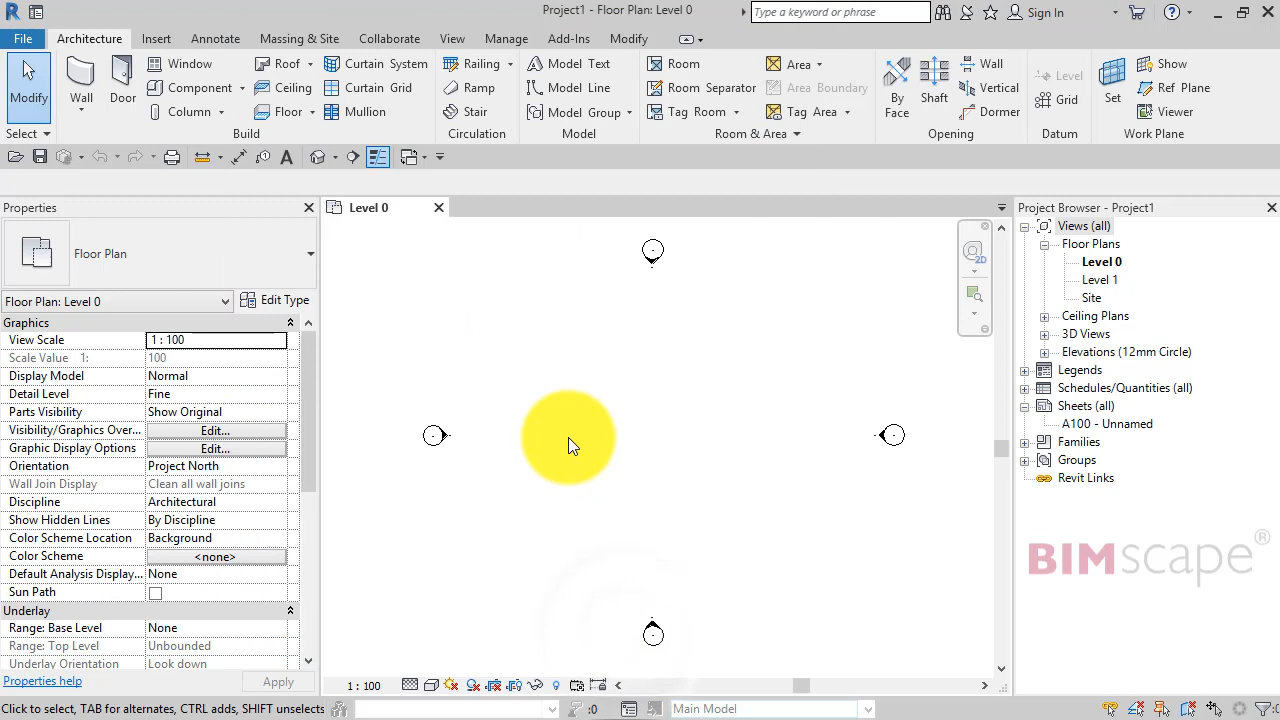 Project1 - Floor Plan: Level 0
Type a keyword or phrase
Sign In
File
Architecture
Insert
Annotate
Massing & Site
Collaborate
View
Manage
Add-Ins
Modify
Modify
Select
Wall
Door
Window
Component
Column
Roof
Ceiling
Floor
Curtain System
Curtain Grid
Mullion
Build
Railing
Ramp
Stair
Circulation
Model Text
Model Line
Model Group
Model
Room
Room Separator
Tag Room
Area
Area Boundary
Tag Area
Room & Area
By
Face
Shaft
Wall
Vertical
Dormer
Opening
Level
Grid
Datum
Set
Show
Ref Plane
Viewer
Work Plane
Properties
Floor Plan
Floor Plan: Level 0
Edit Type
Graphics
View Scale
1 : 100
Scale Value 1:
100
Display Model
Normal
Detail Level
Fine
Parts Visibility
Show Original
Visibility/Graphics Over...
Edit...
Graphic Display Options
Edit...
Orientation
Project North
Wall Join Display
Clean all wall joins
Discipline
Architectural
Show Hidden Lines
By Discipline
Color Scheme Location
Background
Color Scheme
<none>
Default Analysis Display...
None
Sun Path
Underlay
Range: Base Level
None
Range: Top Level
Unbounded
Underlay Orientation
Look down
Properties help
Apply
Level 0
2D
1 : 100
Project Browser - Project1
Views (all)
Floor Plans
Level 0
Level 1
Site
Ceiling Plans
3D Views
Elevations (12mm Circle)
Legends
Schedules/Quantities (all)
Sheets (all)
A100 - Unnamed
Families
Groups
Revit Links
BIMscape®
Click to select, TAB for alternates, CTRL adds, SHIFT unselects
:0
Main Model
:0